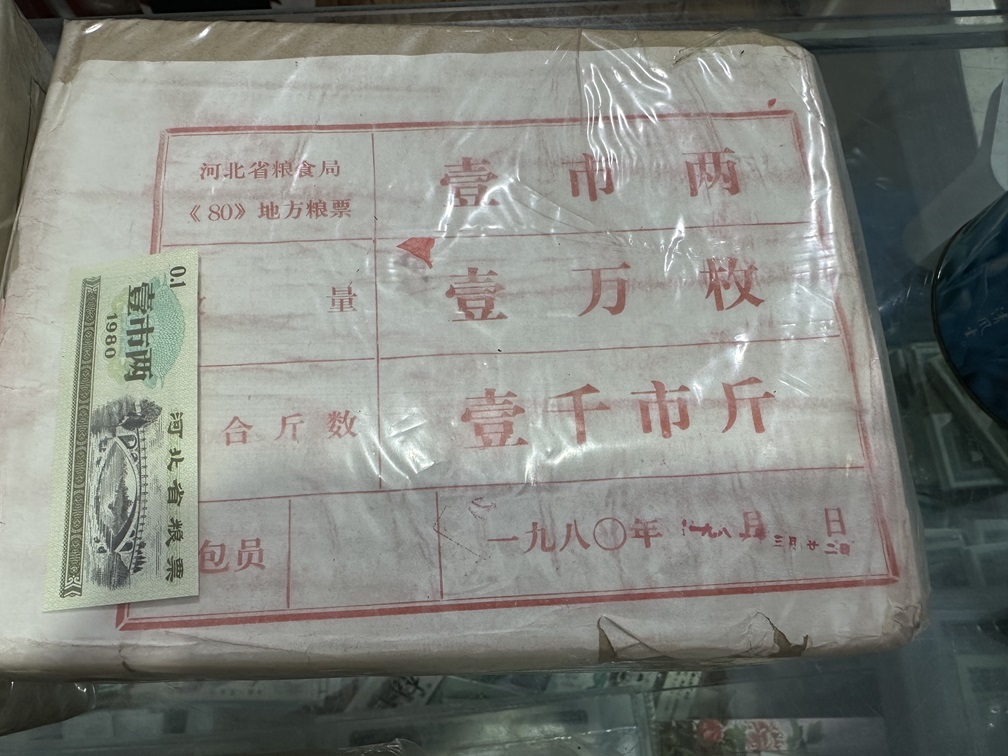 河北省粮食局
《80》地方粮票
壹市两
量
壹万枚
合斤数
壹千市斤
包员
一九八〇年
日
0.1
壹市两
1980
河北省粮票